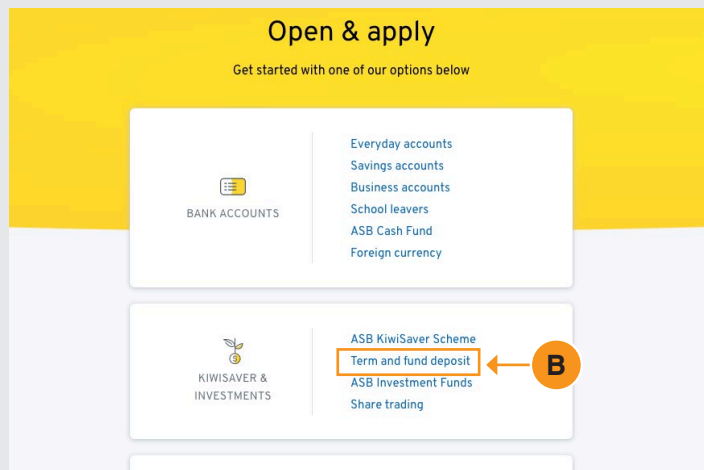 Open & apply
Get started with one of our options below
BANK ACCOUNTS
Everyday accounts
Savings accounts
Business accounts
School leavers
ASB Cash Fund
Foreign currency
KIWISAVER &
INVESTMENTS
ASB KiwiSaver Scheme
Term and fund deposit
B
ASB Investment Funds
Share trading